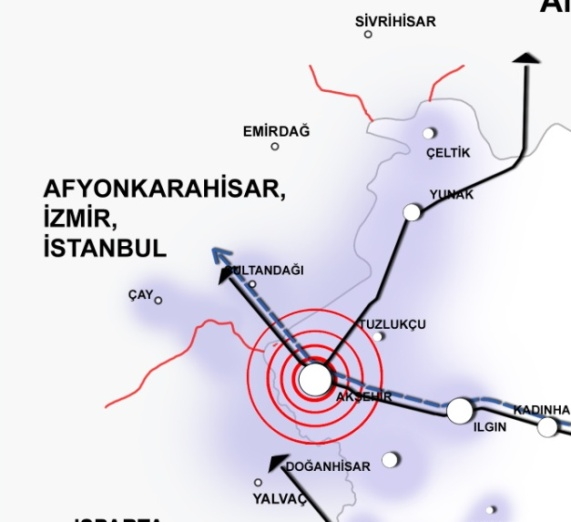 SİVRİHİSAR
EMİRDAĞ
ÇELTİK
AFYONKARAHİSAR,
İZMİR,
İSTANBUL
YUNAK
SULTANDAĞI
ÇAY
TUZLUKÇU
AKŞEHİR
ILGIN
KADINHA
DOĞANHİSAR
YALVAÇ
ISPARTA